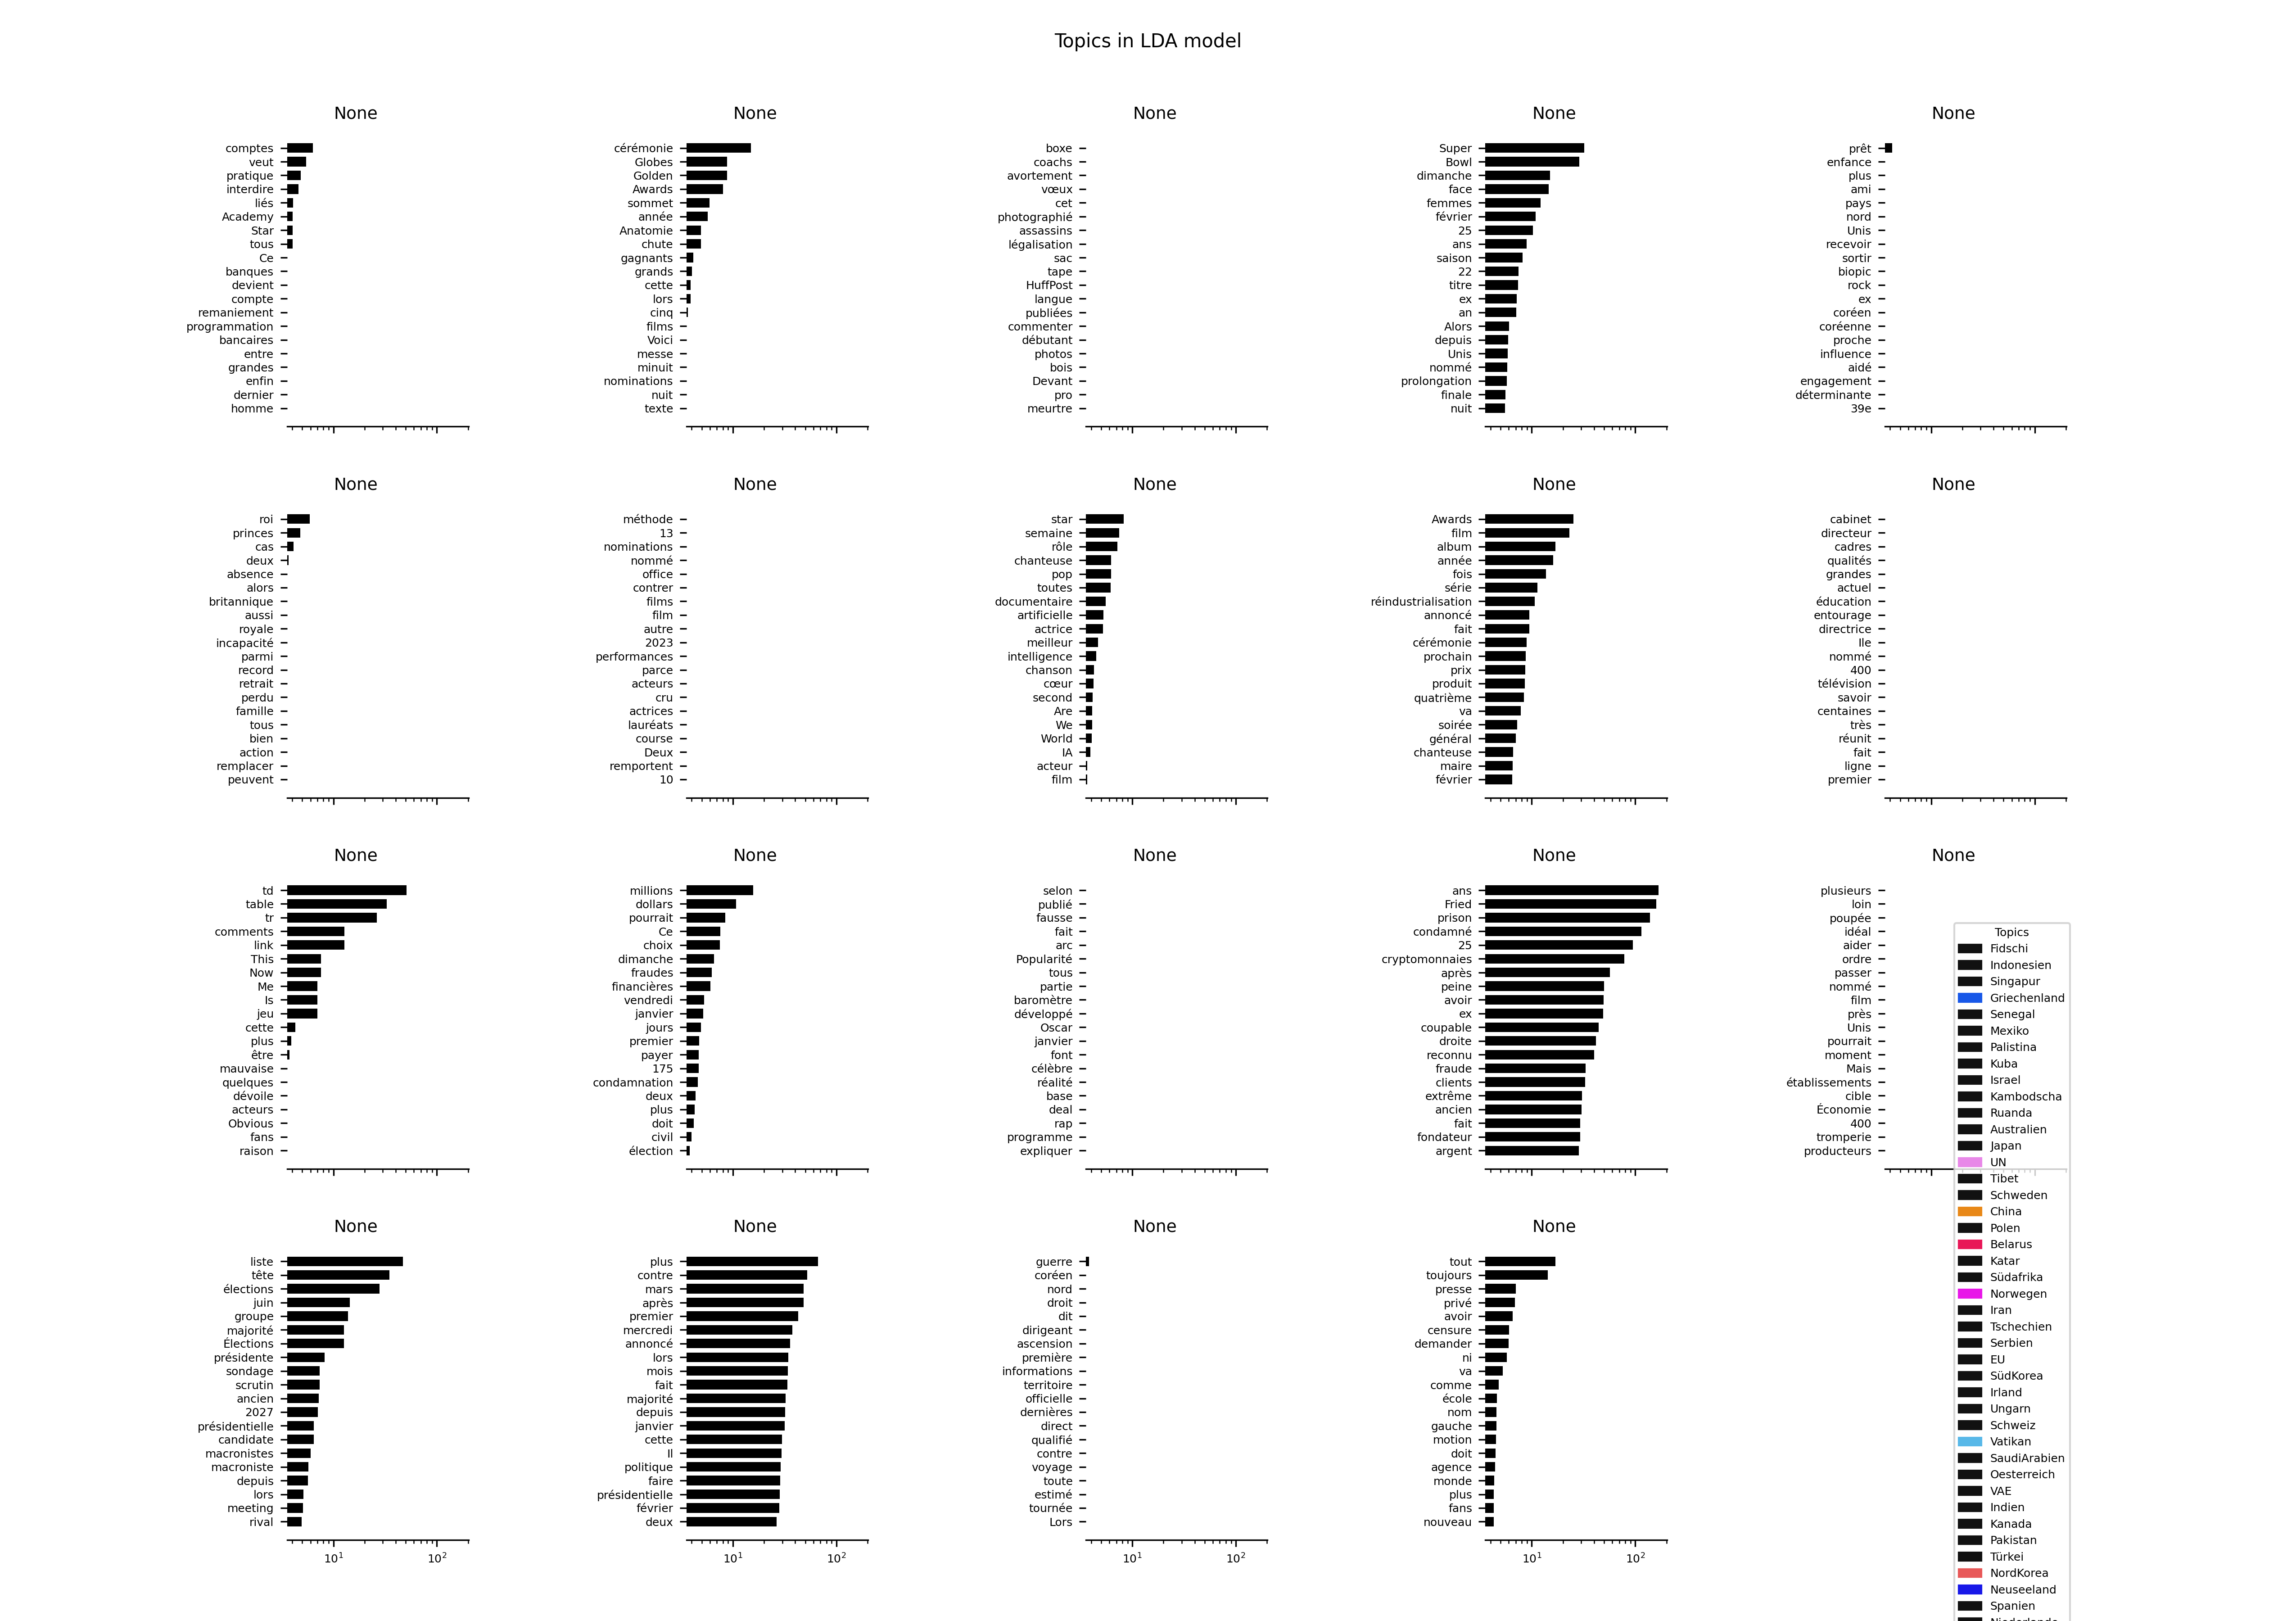 Topics in LDA model
None
comptes
veut
pratique
interdire
liés
Academy
Star
tous
Ce
banques
devient
compte
remaniement
programmation
bancaires
entre
grandes
enfin
dernier
homme
None
cérémonie
Globes
Golden
Awards
sommet
année
Anatomie
chute
gagnants
grands
cette
lors
cinq
films
Voici
messe
minuit
nominations
nuit
texte
None
boxe
coachs
avortement
vœux
cet
photographié
assassins
légalisation
sac
tape
HuffPost
langue
publiées
commenter
débutant
photos
bois
Devant
pro
meurtre
None
Super
Bowl
dimanche
face
femmes
février
25
ans
saison
22
titre
ex
an
Alors
depuis
Unis
nommé
prolongation
finale
nuit
None
prêt
enfance
plus
ami
pays
nord
Unis
recevoir
sortir
biopic
rock
ex
coréen
coréenne
proche
influence
aidé
engagement
déterminante
39e
None
roi
princes
cas
deux
absence
alors
britannique
aussi
royale
incapacité
parmi
record
retrait
perdu
famille
tous
bien
action
remplacer
peuvent
None
méthode
13
nominations
nommé
office
contrer
films
film
autre
2023
performances
parce
acteurs
cru
actrices
lauréats
course
Deux
remportent
10
None
star
semaine
rôle
chanteuse
pop
toutes
documentaire
artificielle
actrice
meilleur
intelligence
chanson
cœur
second
Are
We
World
IA
acteur
film
None
Awards
film
album
année
fois
série
réindustrialisation
annoncé
fait
cérémonie
prochain
prix
produit
quatrième
va
soirée
général
chanteuse
maire
février
None
cabinet
directeur
cadres
qualités
grandes
actuel
éducation
entourage
directrice
Ile
nommé
400
télévision
savoir
centaines
très
réunit
fait
ligne
premier
None
td
table
tr
comments
link
This
Now
Me
Is
jeu
cette
plus
être
mauvaise
quelques
dévoile
acteurs
Obvious
fans
raison
None
millions
dollars
pourrait
Ce
choix
dimanche
fraudes
financières
vendredi
janvier
jours
premier
payer
175
condamnation
deux
plus
doit
civil
élection
None
selon
publié
fausse
fait
arc
Popularité
tous
partie
baromètre
développé
Oscar
janvier
font
célèbre
réalité
base
deal
rap
programme
expliquer
None
ans
Fried
prison
condamné
25
cryptomonnaies
après
peine
avoir
ex
coupable
droite
reconnu
fraude
clients
extrême
ancien
fait
fondateur
argent
None
plusieurs
loin
poupée
idéal
aider
ordre
passer
nommé
film
près
Unis
pourrait
moment
Mais
établissements
cible
Économie
400
tromperie
producteurs
None
liste
tête
élections
juin
groupe
majorité
Élections
présidente
sondage
scrutin
ancien
2027
présidentielle
candidate
macronistes
macroniste
depuis
lors
meeting
rival
10¹ 10²
None
plus
contre
mars
après
premier
mercredi
annoncé
lors
mois
fait
majorité
depuis
janvier
cette
Il
politique
faire
présidentielle
février
deux
10¹ 10²
None
guerre
coréen
nord
droit
dit
dirigeant
ascension
première
informations
territoire
officielle
dernières
direct
qualifié
contre
voyage
toute
estimé
tournée
Lors
10¹ 10²
None
tout
toujours
presse
privé
avoir
censure
demander
ni
va
comme
école
nom
gauche
motion
doit
agence
monde
plus
fans
nouveau
10¹ 10²
Topics
Fidschi
Indonesien
Singapur
Griechenland
Senegal
Mexiko
Palistina
Kuba
Israel
Kambodscha
Ruanda
Australien
Japan
UN
Tibet
Schweden
China
Polen
Belarus
Katar
Südafrika
Norwegen
Iran
Tschechien
Serbien
EU
SüdKorea
Irland
Ungarn
Schweiz
Vatikan
SaudiArabien
Oesterreich
VAE
Indien
Kanada
Pakistan
Türkei
NordKorea
Neuseeland
Spanien